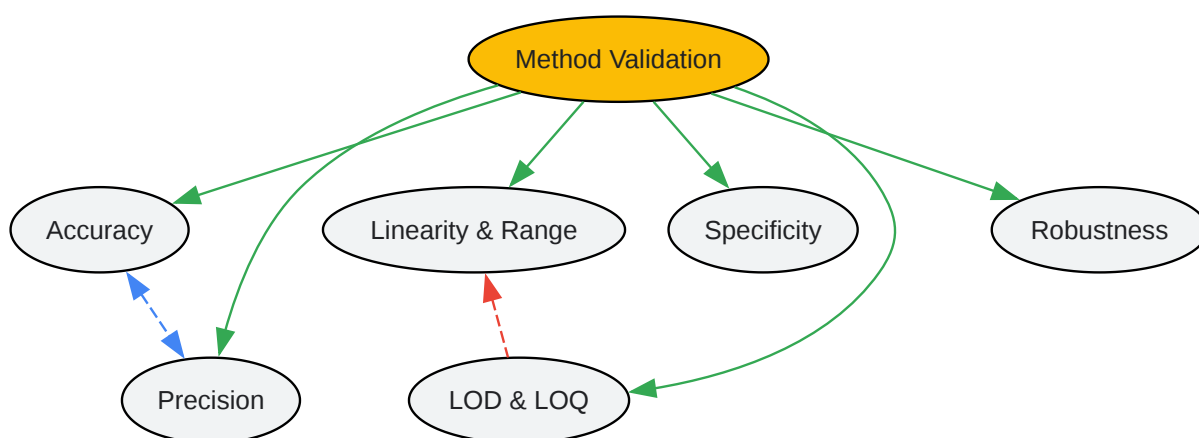 Method Validation
Accuracy
Linearity & Range
Specificity
Robustness
Precision
LOD & LOQ